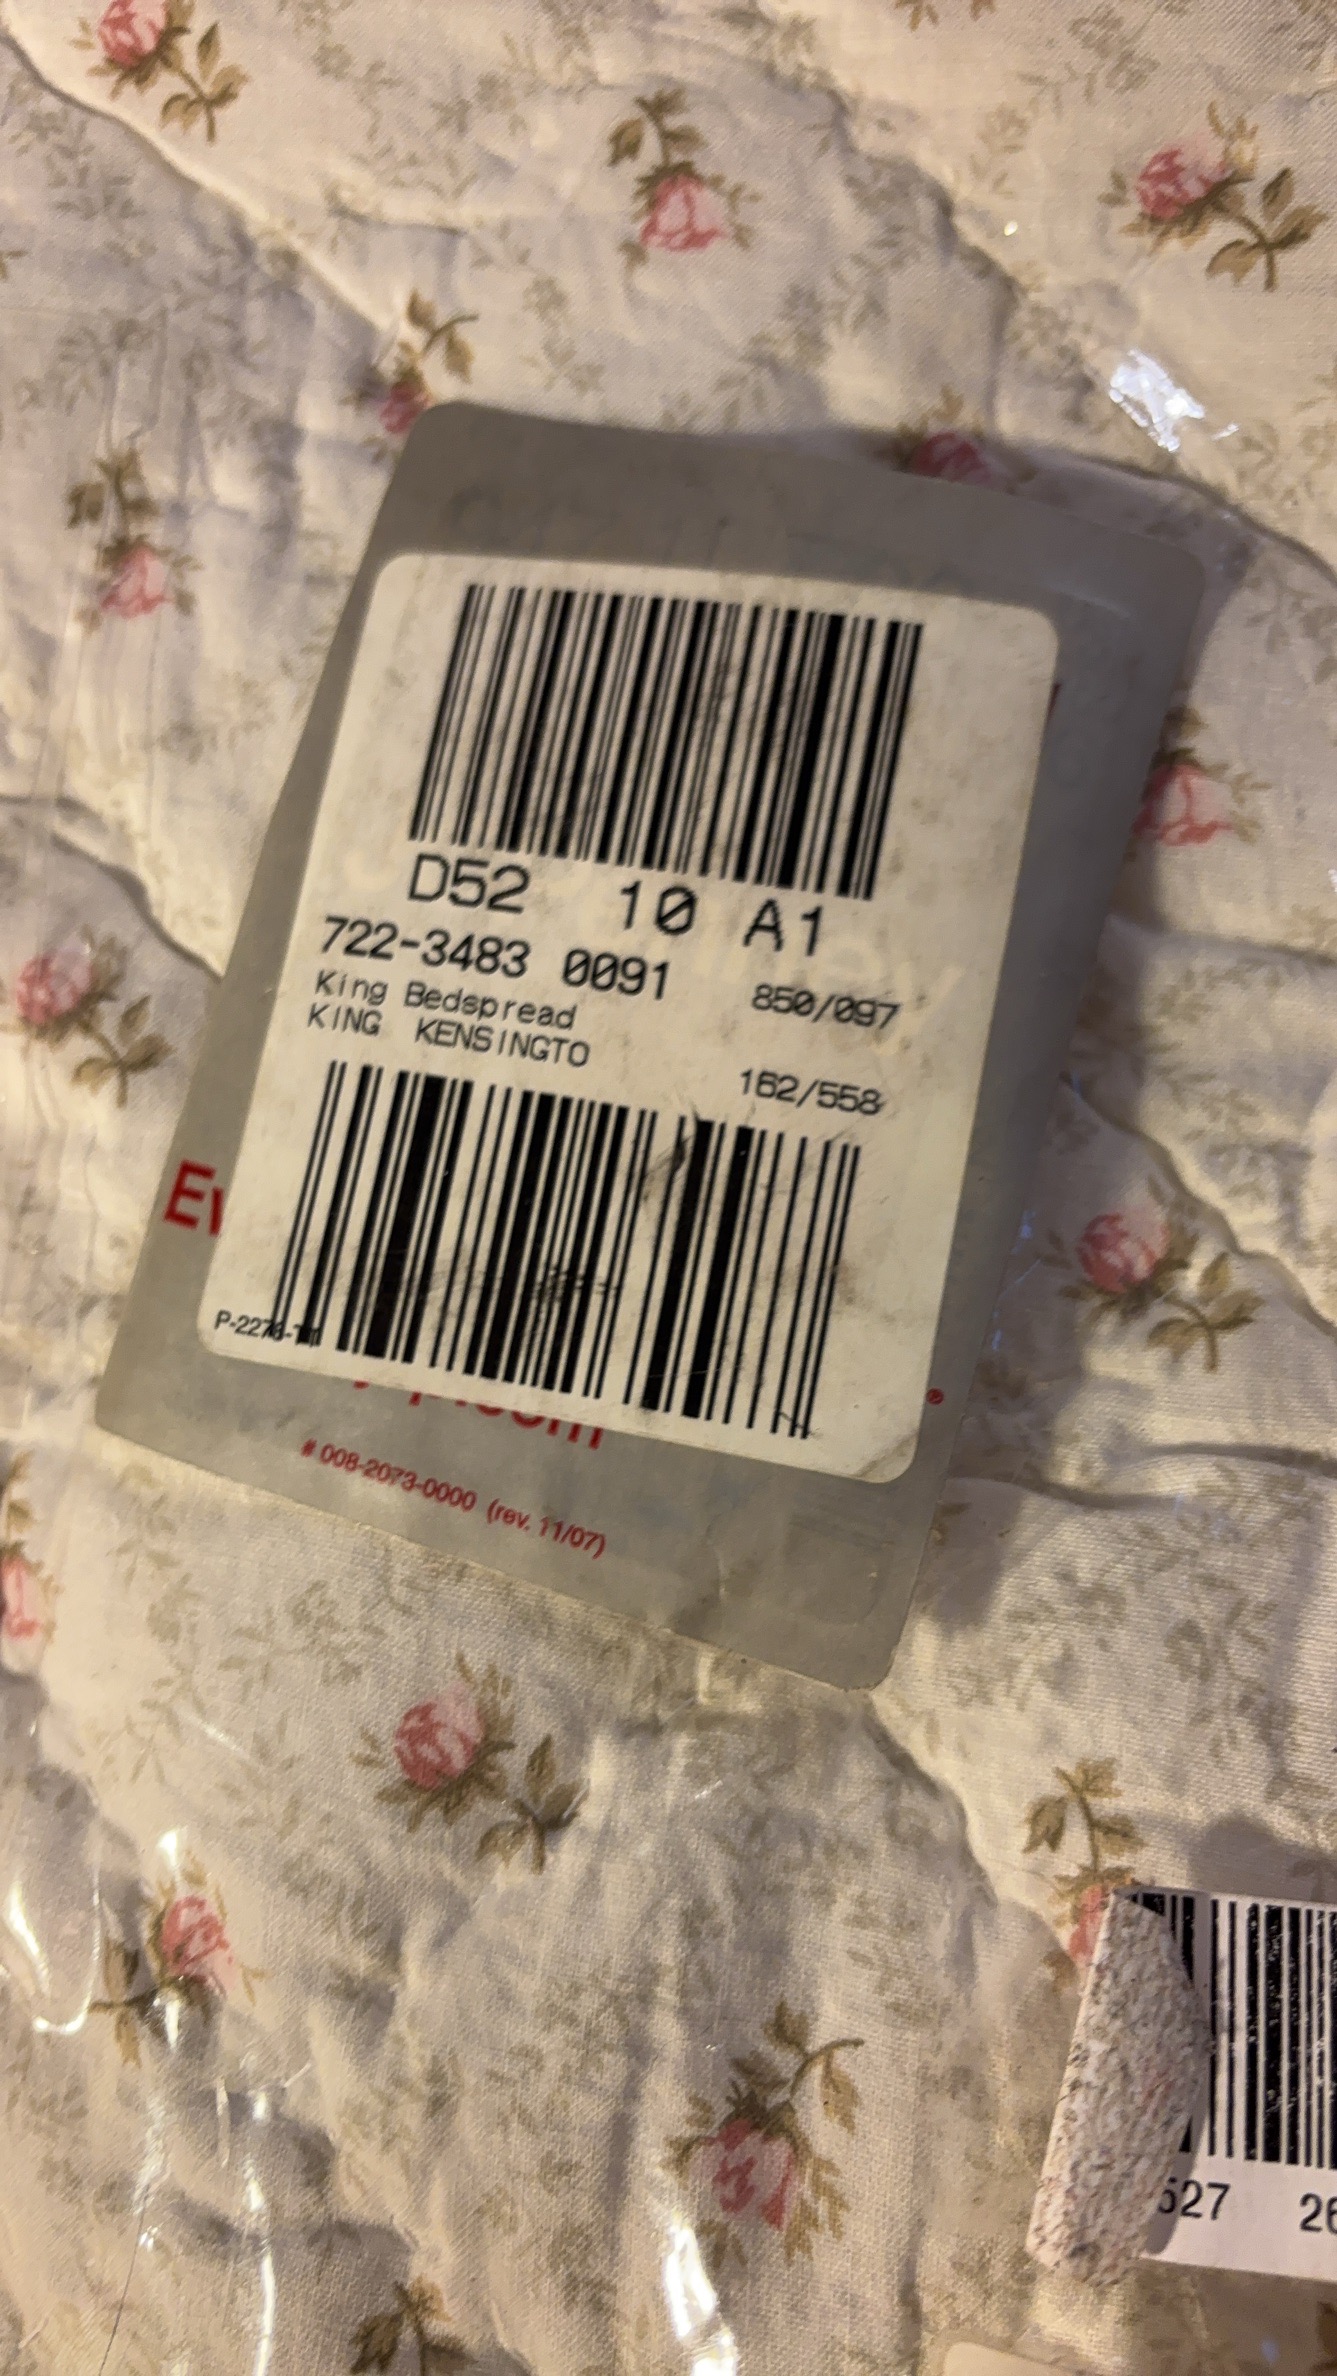 D52 10 A1
722-3483 0091 850/097
King Bedspread
KING KENSINGTO
162/558
# 008-2073-0000 (rev. 11/07)
®